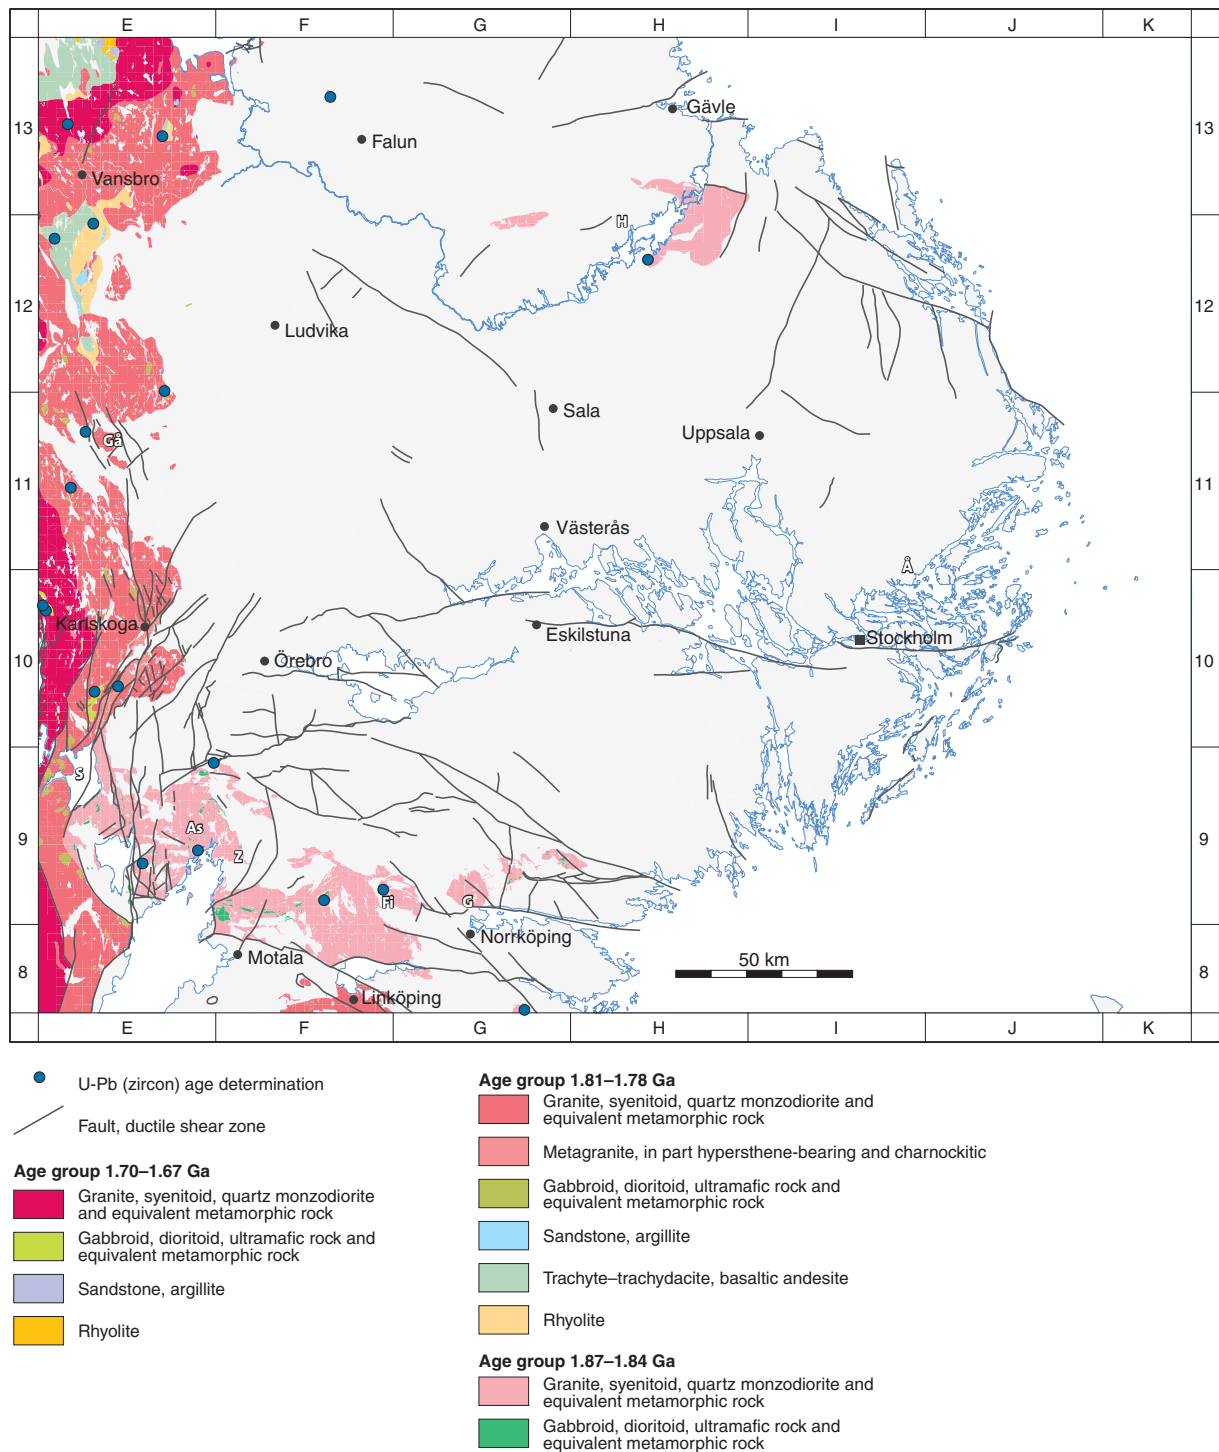 E F G H I J K
13 13
Gävle
Falun
Vansbro
H
12 12
Ludvika
Sala
Uppsala
Gå
11 11
Västerås
Å
Karlskoga
Eskilstuna
Stockholm
10 10
Örebro
S
As
9 9
Z
Fi
G
Norrköping
Motala
50 km
8 8
Linköping
E F G H I J K
U-Pb (zircon) age determination
Fault, ductile shear zone
Age group 1.70–1.67 Ga
Granite, syenitoid, quartz monzodiorite
and equivalent metamorphic rock
Gabbroid, dioritoid, ultramafic rock and
equivalent metamorphic rock
Sandstone, argillite
Rhyolite
Age group 1.81–1.78 Ga
Granite, syenitoid, quartz monzodiorite and
equivalent metamorphic rock
Metagranite, in part hypersthene-bearing and charnockitic
Gabbroid, dioritoid, ultramafic rock and
equivalent metamorphic rock
Sandstone, argillite
Trachyte–trachydacite, basaltic andesite
Rhyolite
Age group 1.87–1.84 Ga
Granite, syenitoid, quartz monzodiorite and
equivalent metamorphic rock
Gabbroid, dioritoid, ultramafic rock and
equivalent metamorphic rock